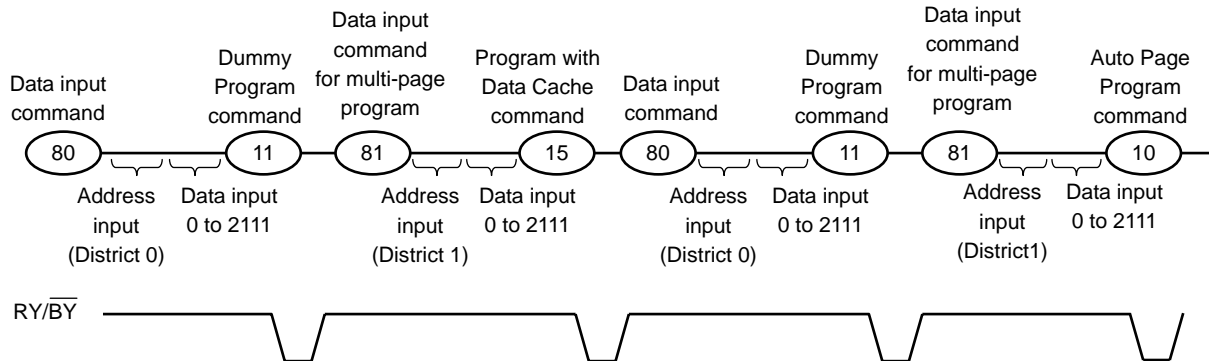 Data input
command
Dummy
Program
command
Data input
command
for multi-page
program
Program with
Data Cache
command
Data input
command
Dummy
Program
command
Data input
command
for multi-page
program
Auto Page
Program
command
80
11
81
15
80
11
81
10
Address
input
(District 0)
Data input
0 to 2111
Address
input
(District 1)
Data input
0 to 2111
Address
input
(District 0)
Data input
0 to 2111
Address
input
(District1)
Data input
0 to 2111
RY/B̅Y̅